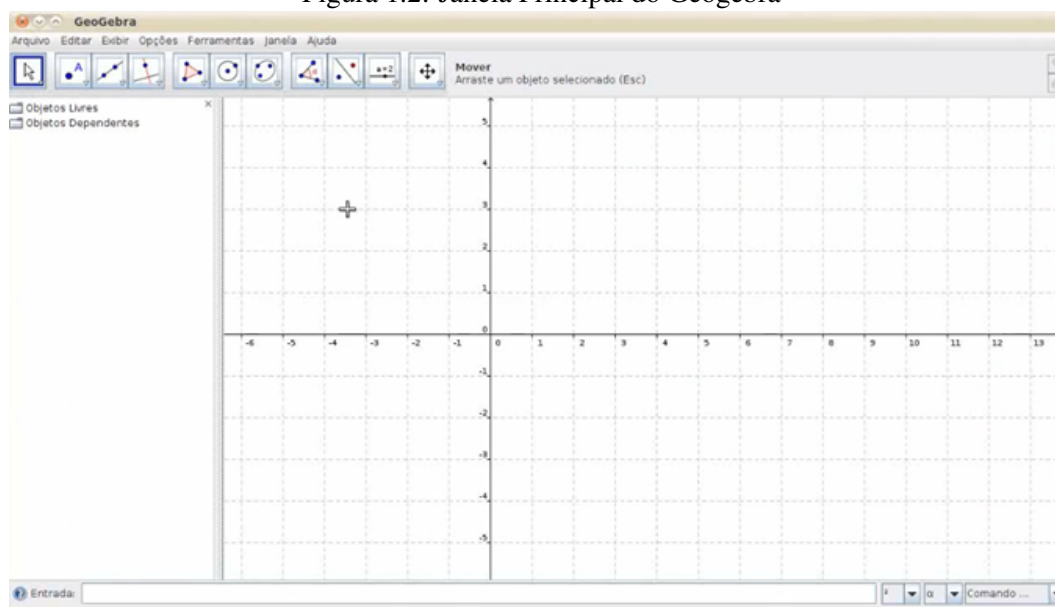 Figura 1.2: Janela Principal do Geogebra
GeoGebra
Arquivo Editar Exibir Opções Ferramentas Janela Ajuda
A
α
a=2
Mover
Arraste um objeto selecionado (Esc)
Objetos Livres
Objetos Dependentes
5
4
3
2
1
0
-6 -5 -4 -3 -2 -1 0 1 2 3 4 5 6 7 8 9 10 11 12 13
-1
-2
-3
-4
-5
Entrada: ² α Comando ...